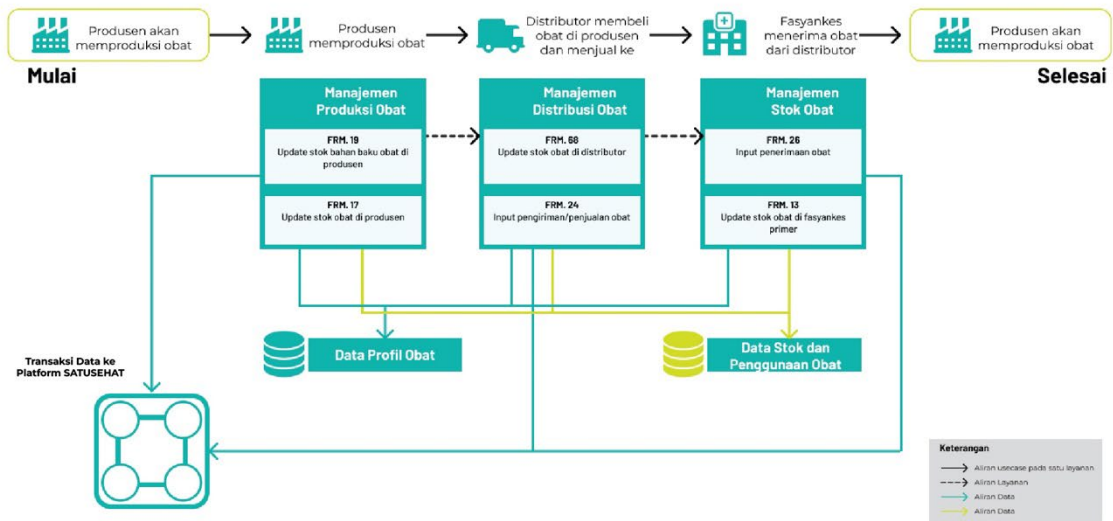 Produsen akan
memproduksi obat
Produsen
memproduksi obat
Distributor membeli
obat di produsen
dan menjual ke
Fasyankes
menerima obat
dari distributor
Produsen akan
memproduksi obat
Mulai
Selesai
Manajemen
Produksi Obat
FRM. 19
Update stok bahan baku obat di
produsen
FRM. 17
Update stok obat di produsen
Manajemen
Distribusi Obat
FRM. 68
Update stok obat di distributor
FRM. 24
Input pengiriman/penjualan obat
Manajemen
Stok Obat
FRM. 26
Input penerimaan obat
FRM. 13
Update stok obat di fasyankes
primer
Data Profil Obat
Data Stok dan
Penggunaan Obat
Transaksi Data ke
Platform SATUSEHAT
Keterangan
Aliran usecase pada satu layanan
Aliran Layanan
Aliran Data
Aliran Data